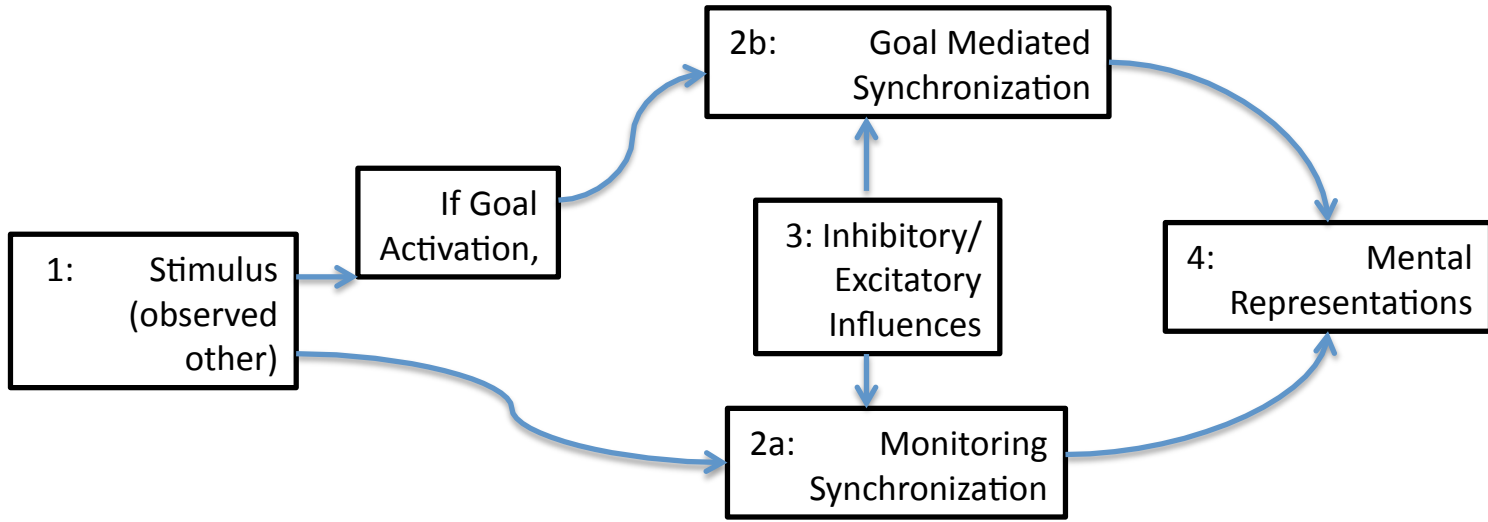 2b: Goal Mediated
Synchronization
If Goal
Activation,
1: Stimulus
(observed
other)
3: Inhibitory/
Excitatory
Influences
4: Mental
Representations
2a: Monitoring
Synchronization